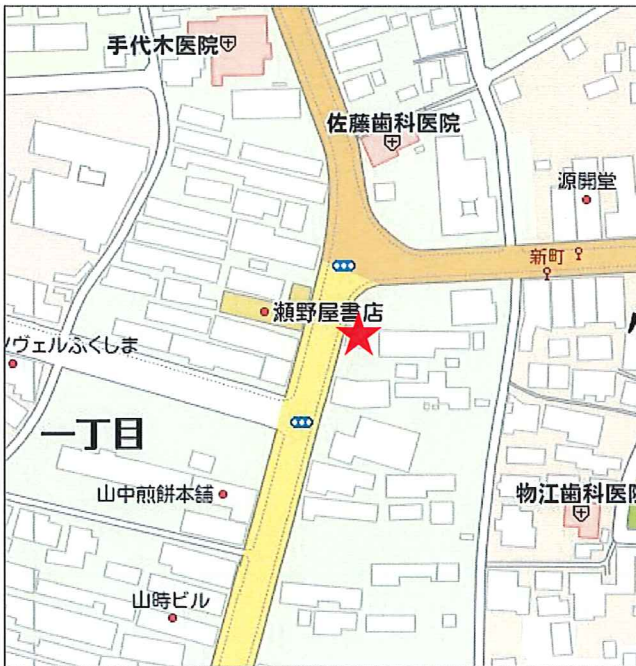 手代木医院
佐藤歯科医院
源開堂
新町
瀬野屋書店
ノヴェルふくしま
一丁目
山中煎餅本舗
物江歯科医院
山時ビル